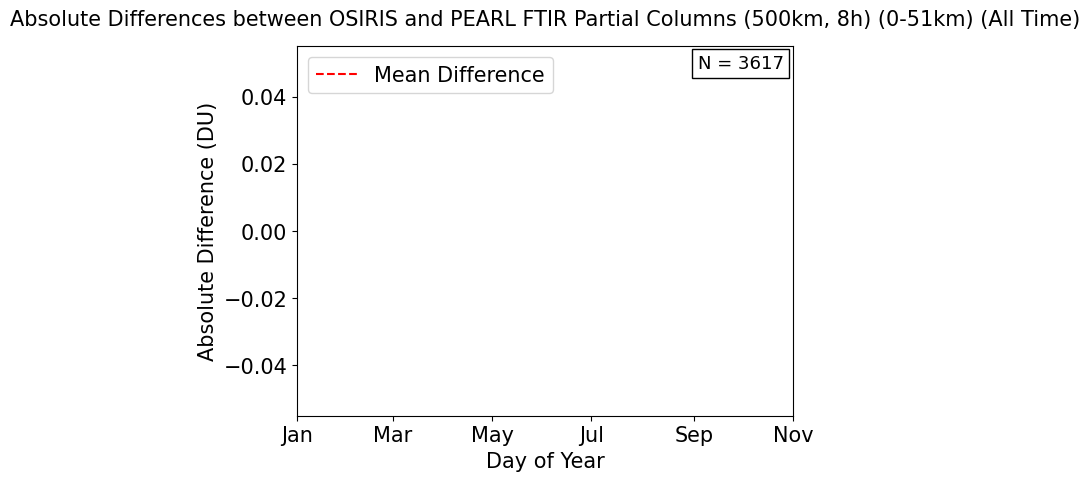 Absolute Differences between OSIRIS and PEARL FTIR Partial Columns (500km, 8h) (0-51km) (All Time)
Mean Difference
N = 3617
Absolute Difference (DU)
0.04
0.02
0.00
−0.02
−0.04
Jan Mar May Jul Sep Nov
Day of Year